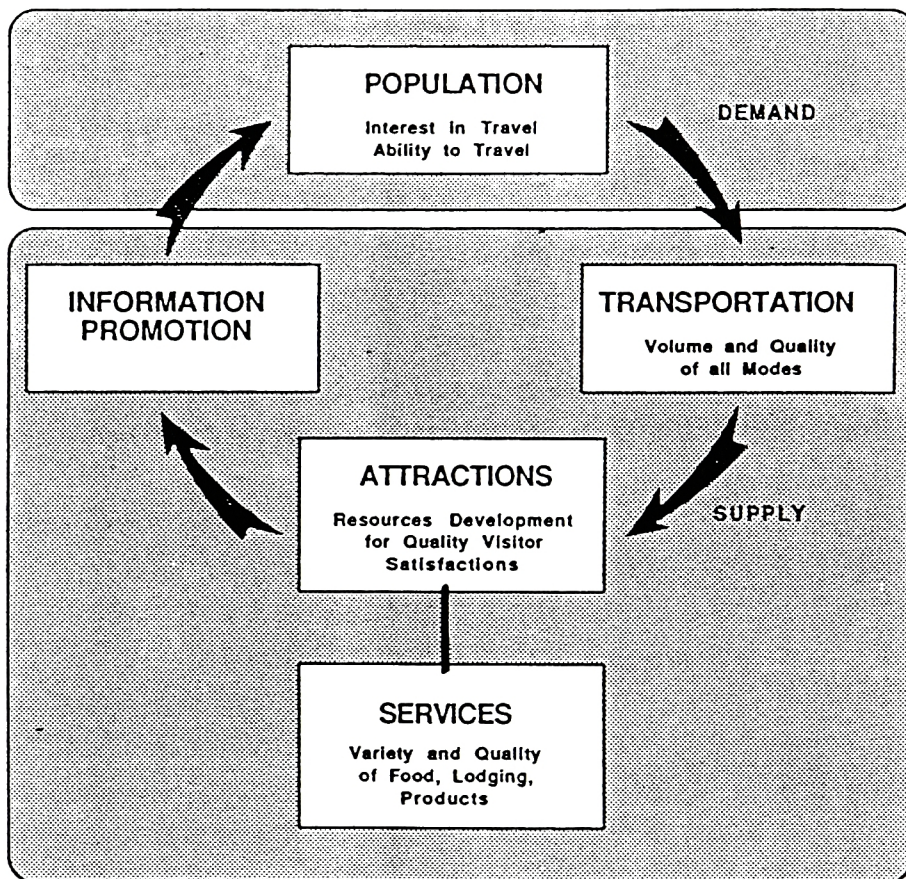 POPULATION
Interest in Travel
Ability to Travel
DEMAND
INFORMATION
PROMOTION
TRANSPORTATION
Volume and Quality
of all Modes
ATTRACTIONS
Resources Development
for Quality Visitor
Satisfactions
SUPPLY
SERVICES
Variety and Quality
of Food, Lodging,
Products